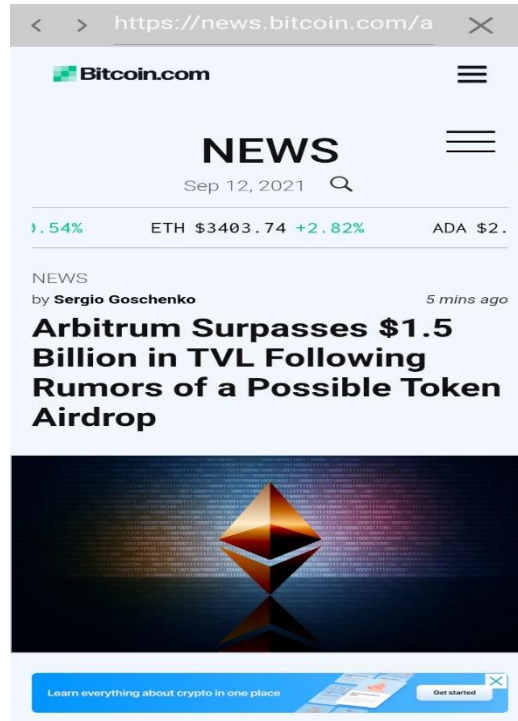 < > https://news.bitcoin.com/a ×
Bitcoin.com
NEWS
Sep 12, 2021
9.54% ETH $3403.74 +2.82% ADA $2.
NEWS
by Sergio Goschenko 5 mins ago
Arbitrum Surpasses $1.5
Billion in TVL Following
Rumors of a Possible Token
Airdrop
Learn everything about crypto in one place Get started